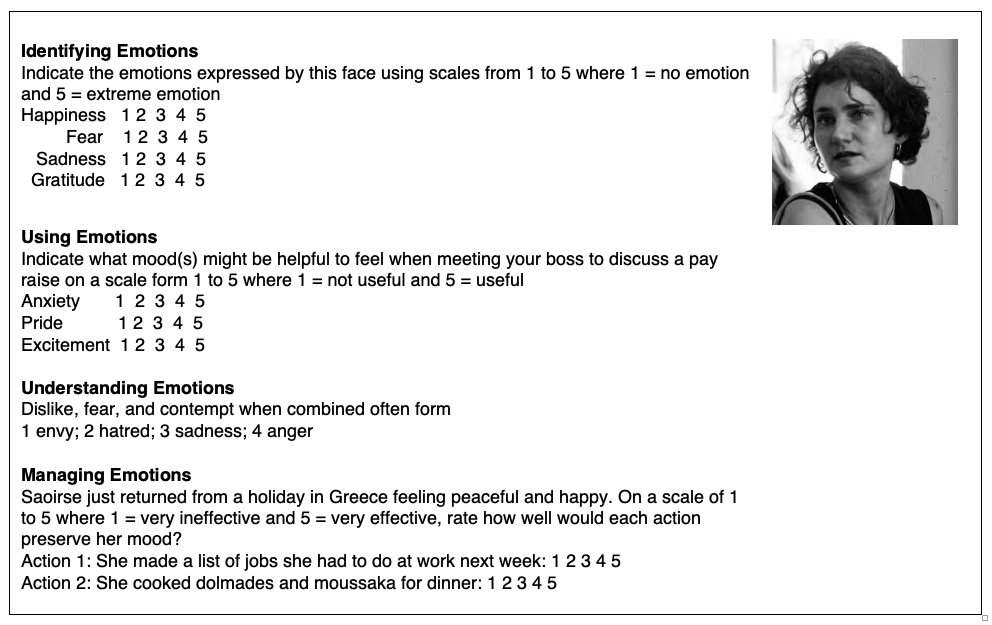 Identifying Emotions
Indicate the emotions expressed by this face using scales from 1 to 5 where 1 = no emotion
and 5 = extreme emotion
Happiness 1 2 3 4 5
Fear 1 2 3 4 5
Sadness 1 2 3 4 5
Gratitude 1 2 3 4 5
Using Emotions
Indicate what mood(s) might be helpful to feel when meeting your boss to discuss a pay
raise on a scale form 1 to 5 where 1 = not useful and 5 = useful
Anxiety 1 2 3 4 5
Pride 1 2 3 4 5
Excitement 1 2 3 4 5
Understanding Emotions
Dislike, fear, and contempt when combined often form
1 envy; 2 hatred; 3 sadness; 4 anger
Managing Emotions
Saoirse just returned from a holiday in Greece feeling peaceful and happy. On a scale of 1
to 5 where 1 = very ineffective and 5 = very effective, rate how well would each action
preserve her mood?
Action 1: She made a list of jobs she had to do at work next week: 1 2 3 4 5
Action 2: She cooked dolmades and moussaka for dinner: 1 2 3 4 5